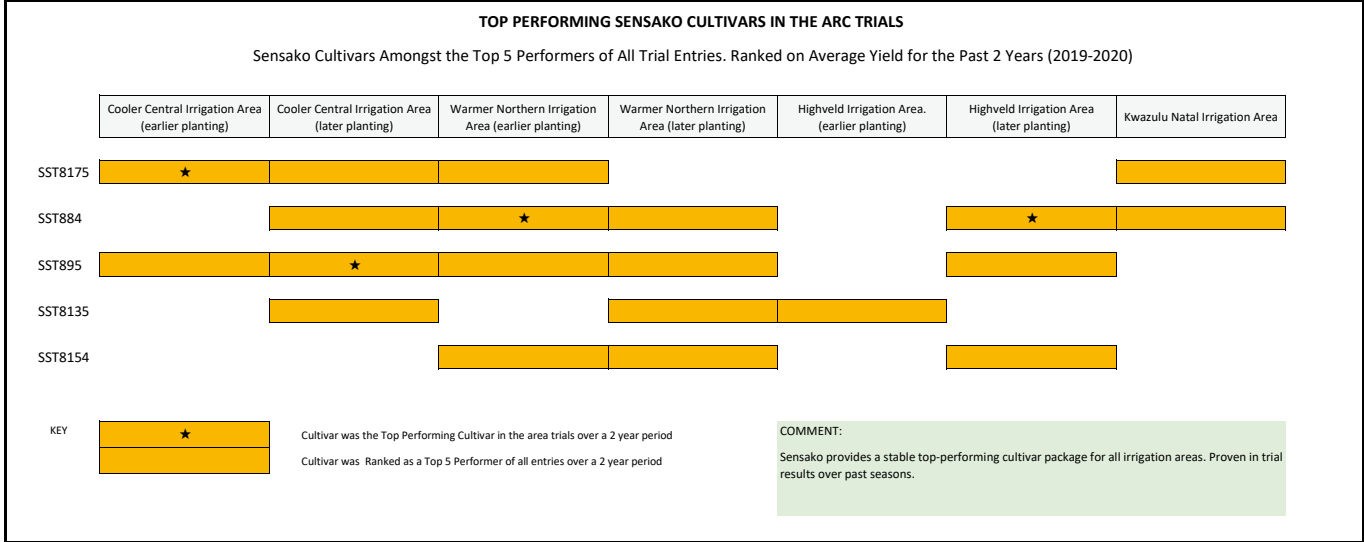 TOP PERFORMING SENSAKO CULTIVARS IN THE ARC TRIALS
Sensako Cultivars Amongst the Top 5 Performers of All Trial Entries. Ranked on Average Yield for the Past 2 Years (2019-2020)
Cooler Central Irrigation Area
(earlier planting)
Cooler Central Irrigation Area
(later planting)
Warmer Northern Irrigation
Area (earlier planting)
Warmer Northern Irrigation
Area (later planting)
Highveld Irrigation Area.
(earlier planting)
Highveld Irrigation Area
(later planting)
Kwazulu Natal Irrigation Area
SST8175
★
SST884
★ ★
SST895
★
SST8135
SST8154
KEY
★
Cultivar was the Top Performing Cultivar in the area trials over a 2 year period
Cultivar was Ranked as a Top 5 Performer of all entries over a 2 year period
COMMENT:
Sensako provides a stable top-performing cultivar package for all irrigation areas. Proven in trial
results over past seasons.